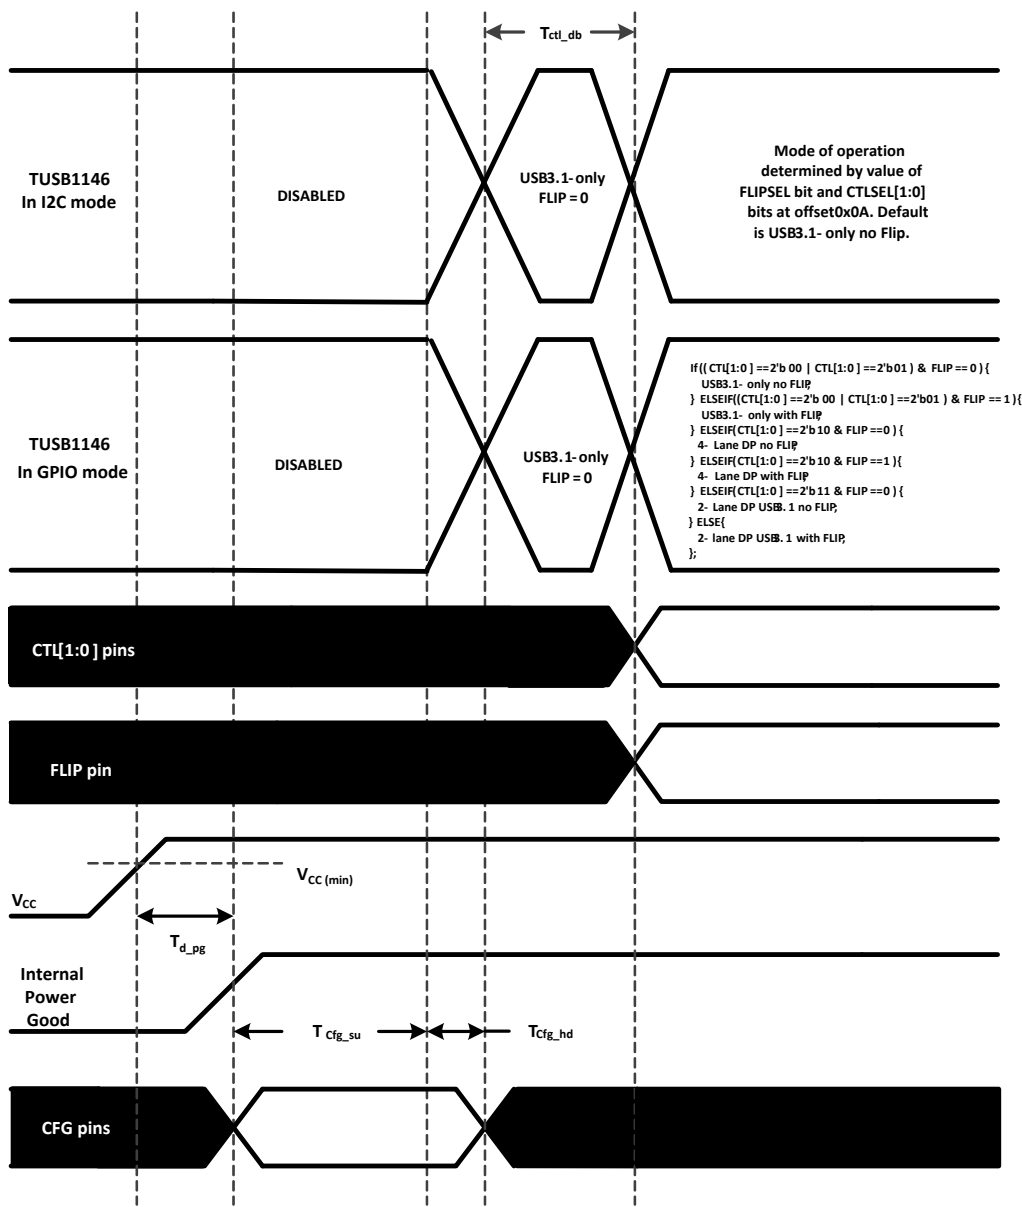 Tctl_db
TUSB1146
In I2C mode
DISABLED
USB3.1- only
FLIP = 0
Mode of operation
determined by value of
FLIPSEL bit and CTLSEL[1:0]
bits at offset0x0A. Default
is USB3.1- only no Flip.
TUSB1146
In GPIO mode
DISABLED
USB3.1- only
FLIP = 0
If (( CTL[1:0 ] ==2'b 00 | CTL[1:0 ] ==2'b01 ) & FLIP == 0 ) {
USB3.1- only no FLIP;
} ELSEIF((CTL[1:0 ] ==2'b 00 | CTL[1:0 ] ==2'b01 ) & FLIP == 1 ) {
USB3.1- only with FLIP;
} ELSEIF(CTL[1:0 ] ==2'b 10 & FLIP ==0 ) {
4- Lane DP no FLIP;
} ELSEIF(CTL[1:0 ] ==2'b 10 & FLIP ==1 ) {
4- Lane DP with FLIP;
} ELSEIF(CTL[1:0 ] ==2'b 11 & FLIP ==0 ) {
2- Lane DP USB3. 1 no FLIP;
} ELSE{
2- lane DP USB3. 1 with FLIP;
};
CTL[1:0 ] pins
FLIP pin
VCC (min)
VCC
Td_pg
Internal
Power
Good
T Cfg_su
TCfg_hd
CFG pins